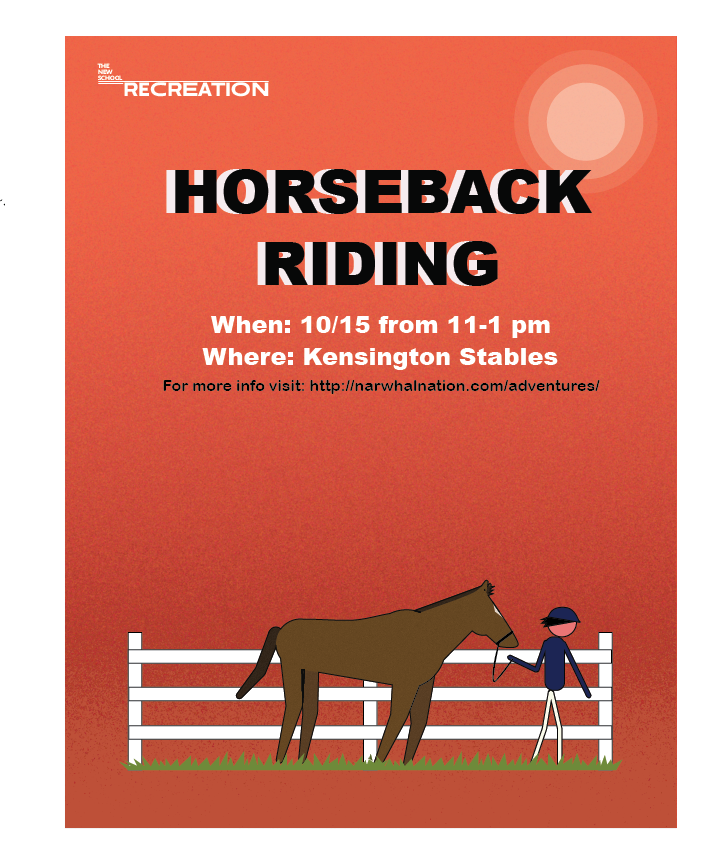 THE
NEW
SCHOOL
RECREATION
HORSEBACK
RIDING
When: 10/15 from 11-1 pm
Where: Kensington Stables
For more info visit: http://narwhalnation.com/adventures/